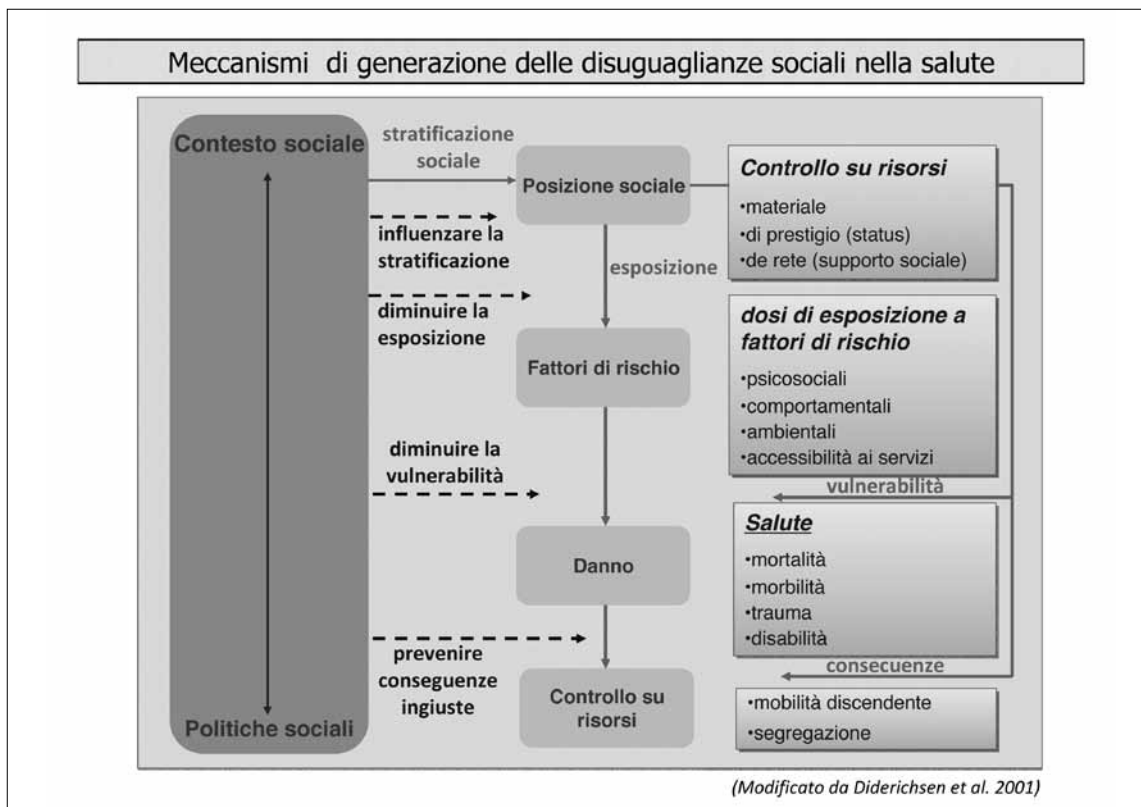 Meccanismi di generazione delle disuguaglianze sociali nella salute
Contesto sociale
Politiche sociali
stratificazione
sociale
influenzare la
stratificazione
diminuire la
esposizione
diminuire la
vulnerabilità
prevenire
conseguenze
ingiuste
Posizione sociale
esposizione
Fattori di rischio
Danno
Controllo su
risorsi
Controllo su risorsi
•materiale
•di prestigio (status)
•de rete (supporto sociale)
dosi di esposizione a
fattori di rischio
•psicosociali
•comportamentali
•ambientali
•accessibilità ai servizi
vulnerabilità
Salute
•mortalità
•morbilità
•trauma
•disabilità
consecuenze
•mobilità discendente
•segregazione
(Modificato da Diderichsen et al. 2001)